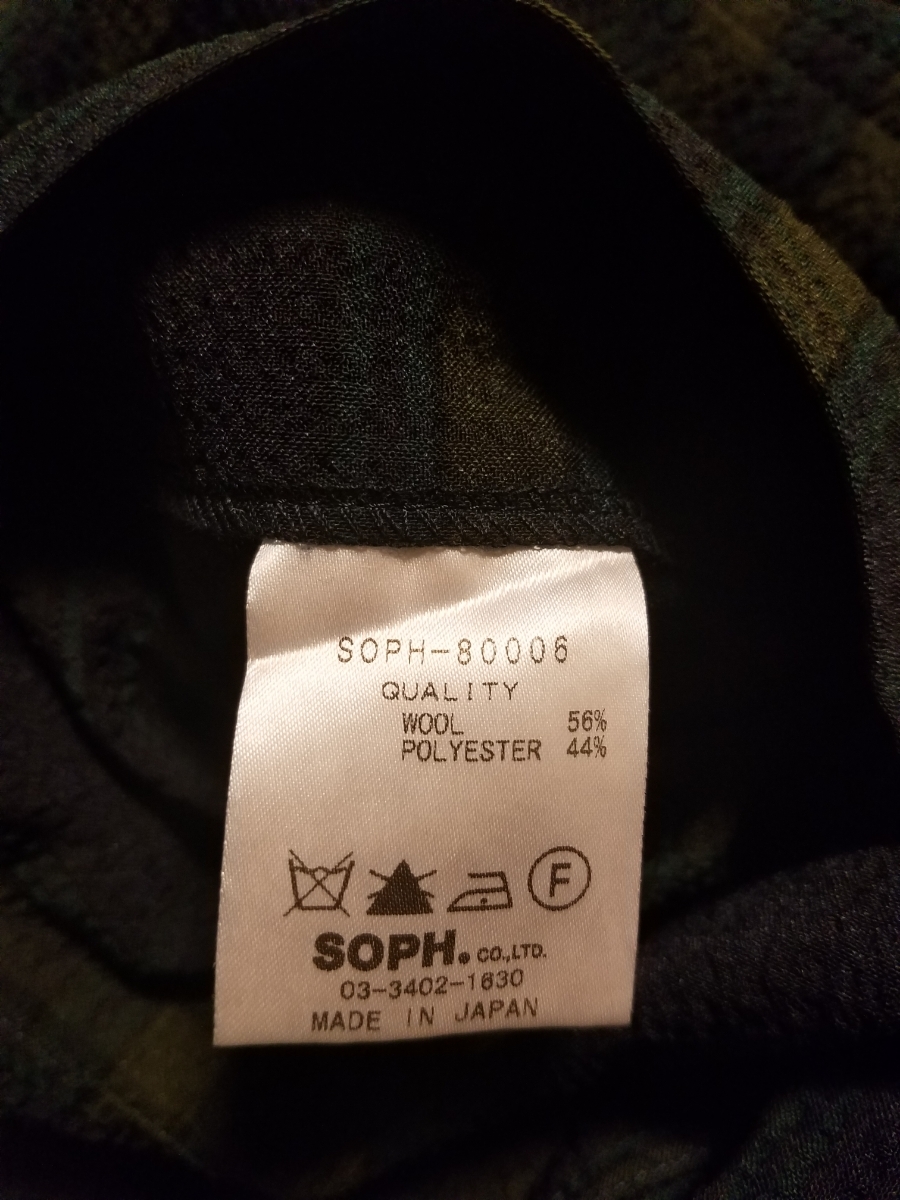 SOPH-80006
QUALITY
WOOL 56%
POLYESTER 44%
F
SOPH. CO.,LTD.
03-3402-1630
MADE IN JAPAN